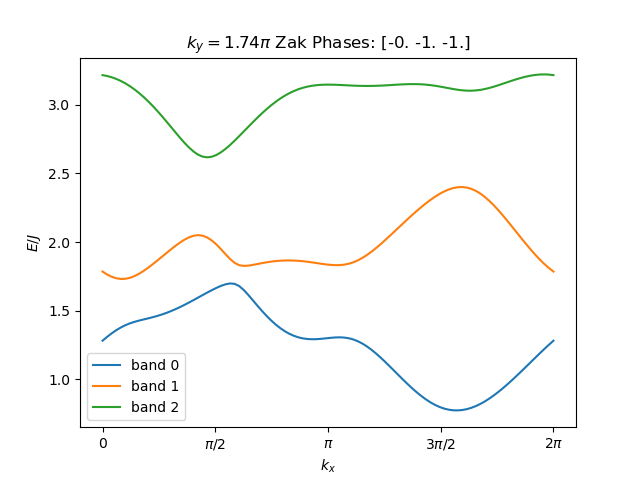 k_y = 1.74π Zak Phases: [-0. -1. -1.]
3.0
2.5
2.0
1.5
1.0
E/J
band 0
band 1
band 2
0 π/2 π 3π/2 2π
k_x